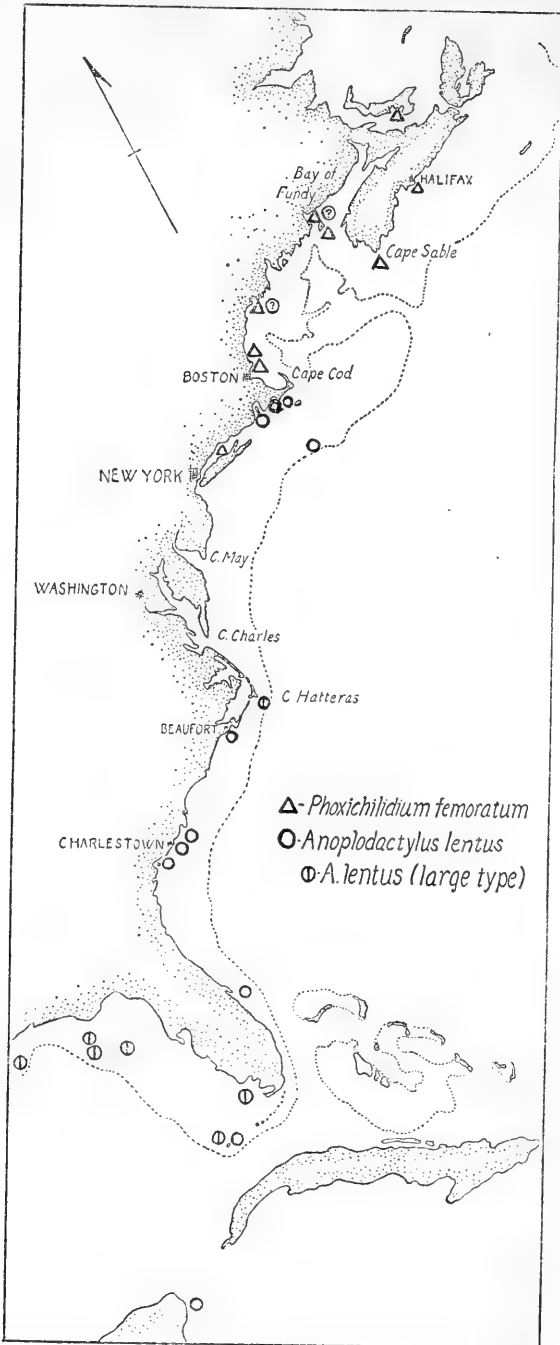 Bay of
Fundy
HALIFAX
?
Cape Sable
?
BOSTON
Cape Cod
NEW YORK
C. May
WASHINGTON
C. Charles
C Hatteras
BEAUFORT
△-Phoxichilidium femoratum
CHARLESTOWN
O-Anoplodactylus lentus
⦶-A. lentus (large type)